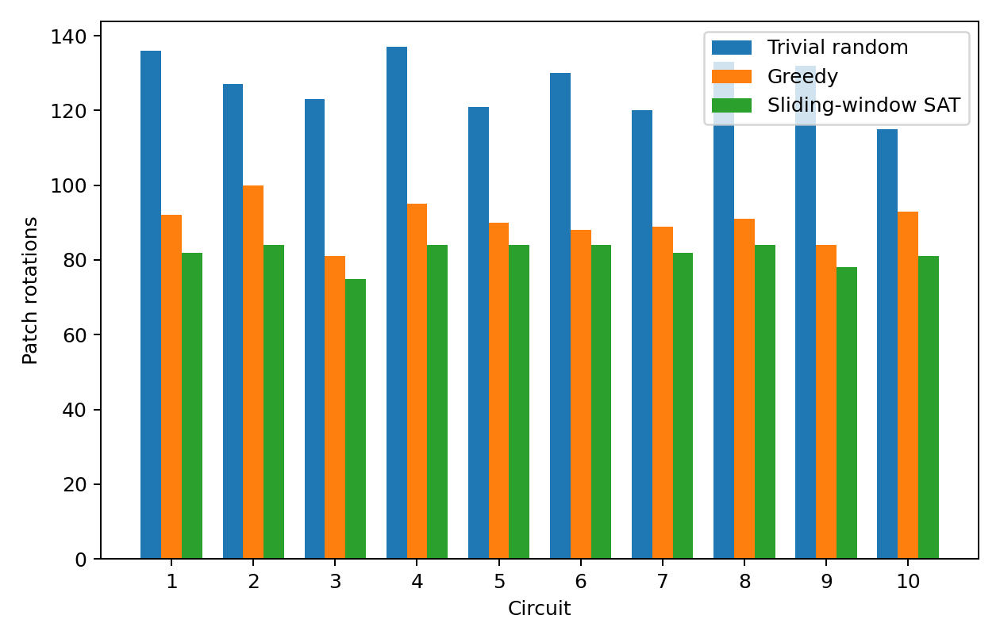 140
120
100
80
60
40
20
0
Patch rotations
Trivial random
Greedy
Sliding-window SAT
1 2 3 4 5 6 7 8 9 10
Circuit